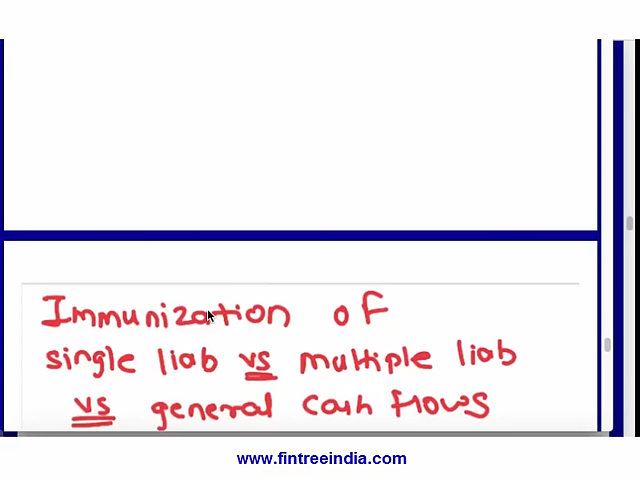 Immunization of
single liab vs multiple liab
vs general cash flows
www.fintreeindia.com